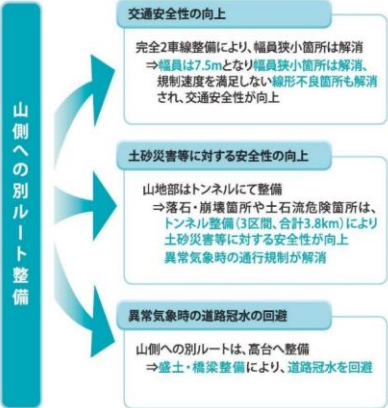 山側への別ルート整備
交通安全性の向上
完全2車線整備により、幅員狭小箇所は解消
⇒幅員は7.5mとなり幅員狭小箇所は解消、
規制速度を満足しない線形不良箇所も解消
され、交通安全性が向上
土砂災害等に対する安全性の向上
山地部はトンネルにて整備
⇒落石・崩壊箇所や土石流危険箇所は、
トンネル整備(3区間、合計3.8km)により
土砂災害等に対する安全性が向上
異常気象時の通行規制が解消
異常気象時の道路冠水の回避
山側への別ルートは、高台へ整備
⇒盛土・橋梁整備により、道路冠水を回避